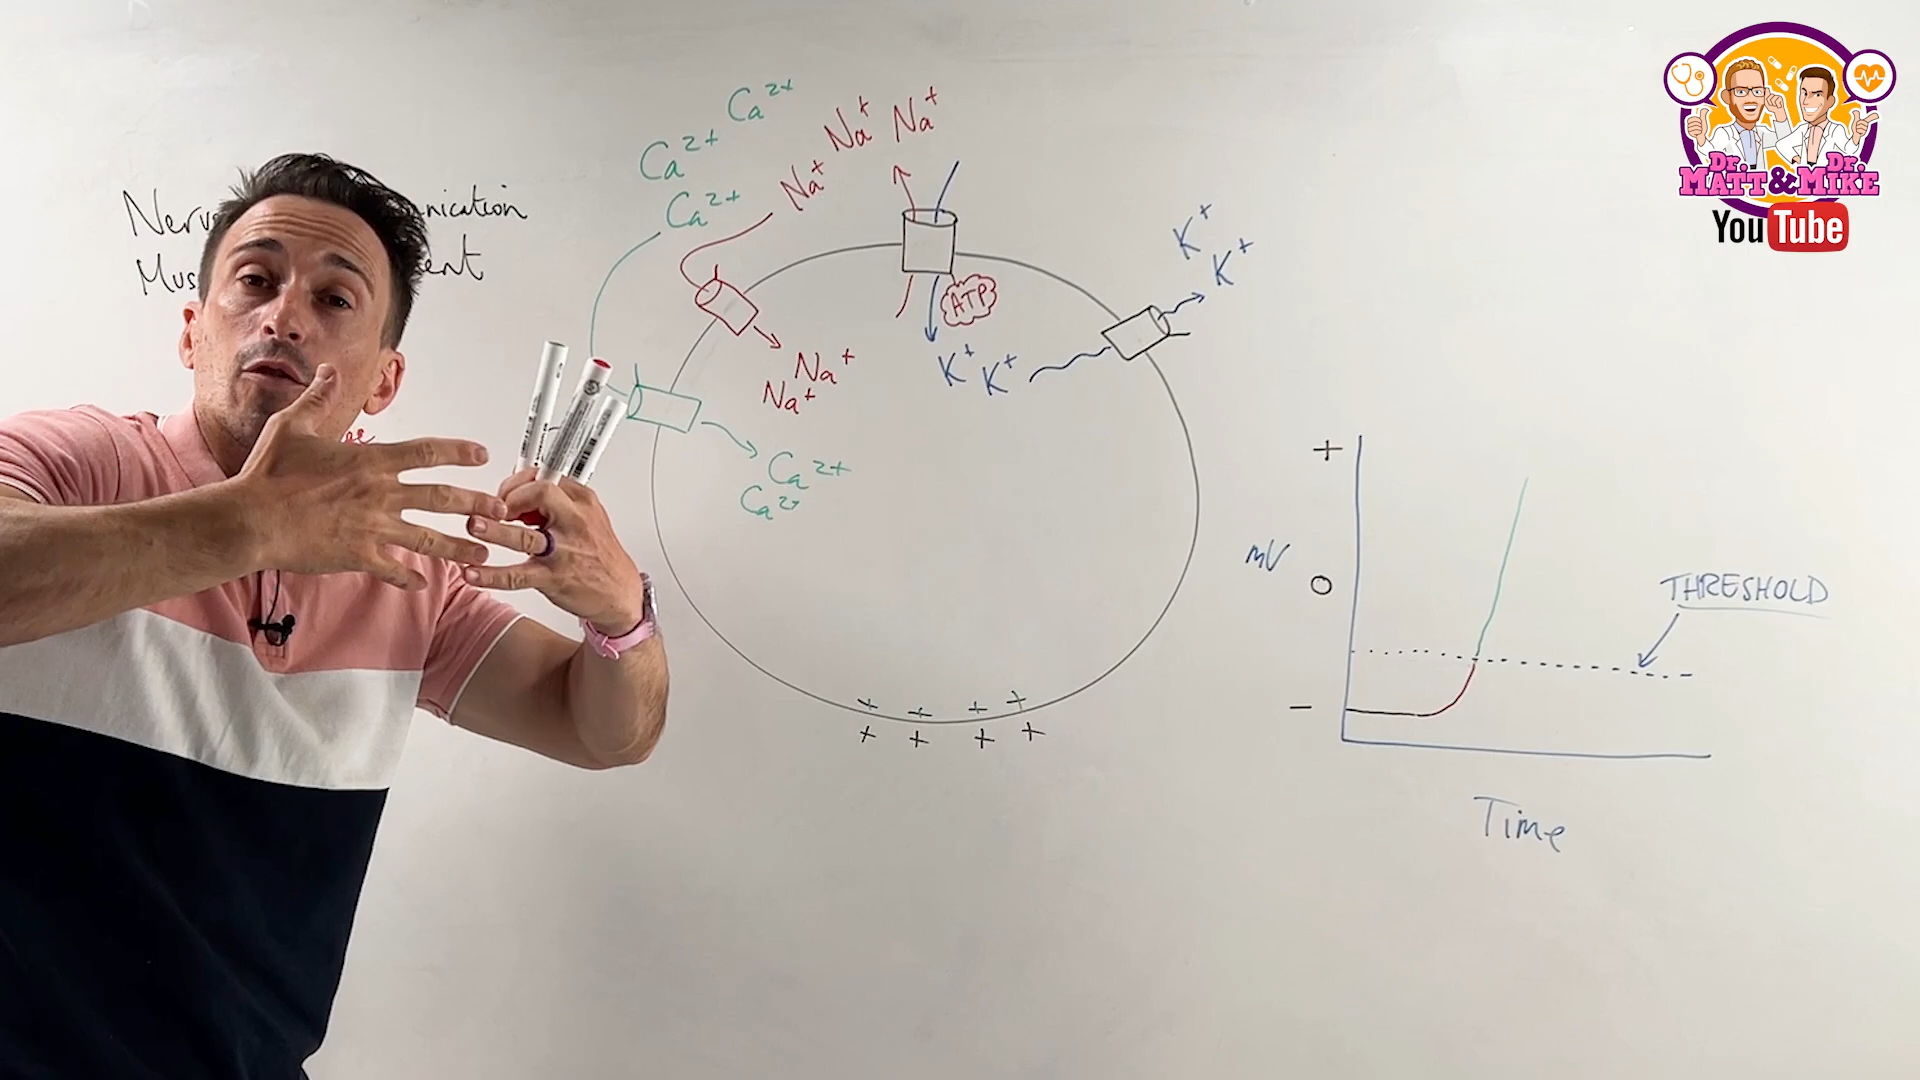 Ca2+
Ca2+
Ca2+
Na+ Na+ Na+
Na+
Na+
Ca2+
Ca2+
ATP
K+ K+
K+
K+
+ + + +
+ + + +
+
mV
0
-
THRESHOLD
Time
Dr. Dr.
MATT & MIKE
YouTube